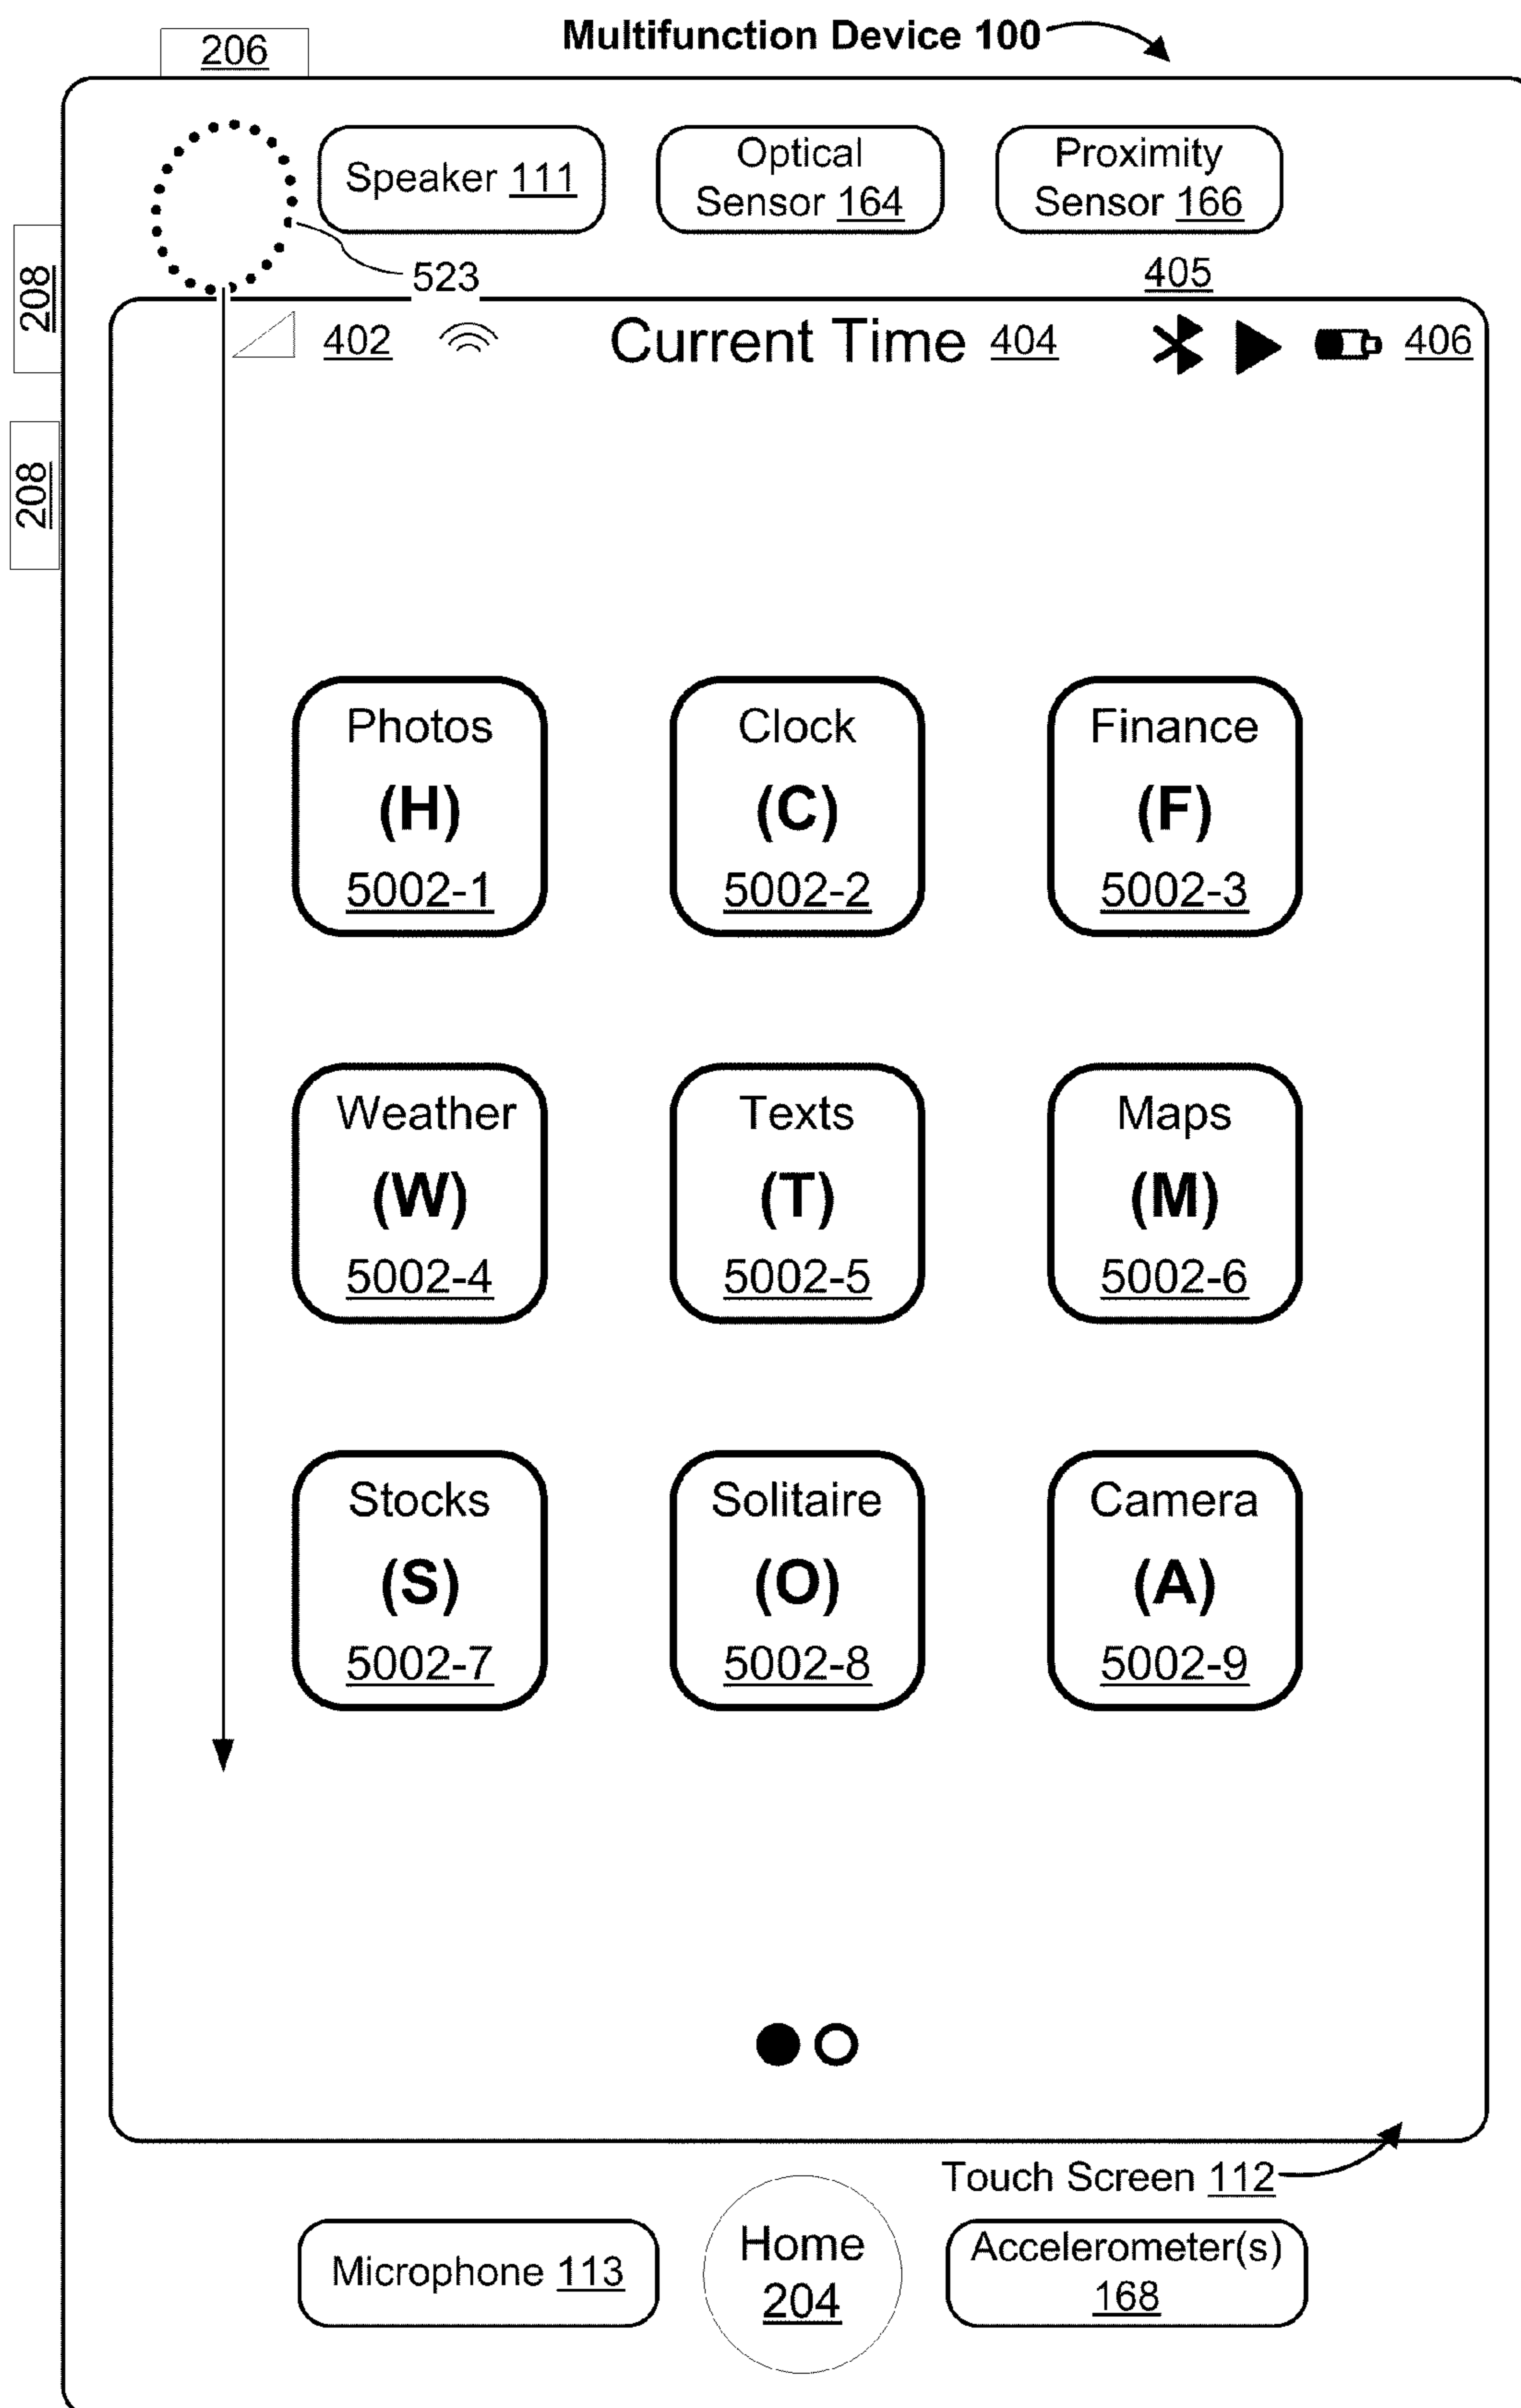 Multifunction Device 100
206
Speaker 111
Optical
Sensor 164
Proximity
Sensor 166
208
523
405
402
Current Time 404
406
208
Photos
(H)
5002-1
Clock
(C)
5002-2
Finance
(F)
5002-3
Weather
(W)
5002-4
Texts
(T)
5002-5
Maps
(M)
5002-6
Stocks
(S)
5002-7
Solitaire
(O)
5002-8
Camera
(A)
5002-9
Touch Screen 112
Microphone 113
Home
204
Accelerometer(s)
168